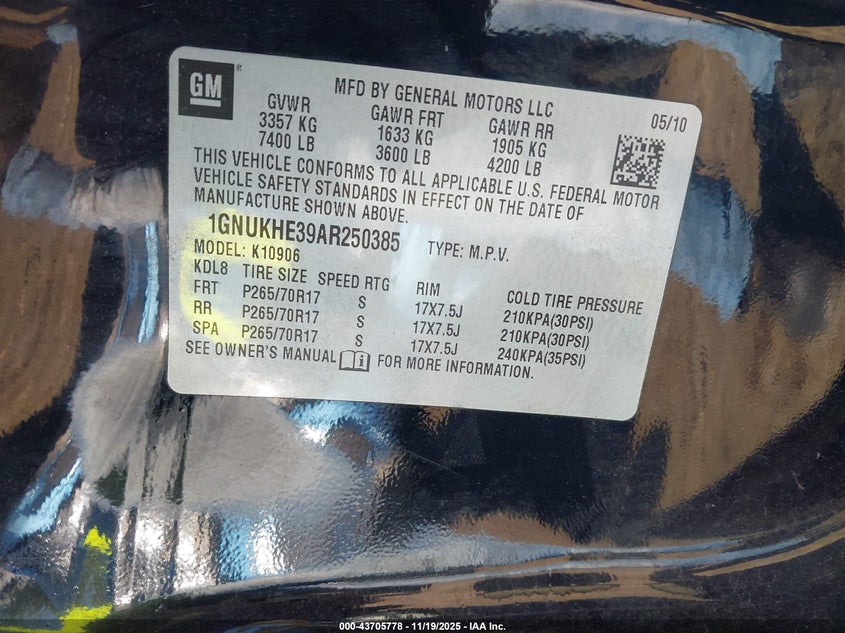 GM®
MFD BY GENERAL MOTORS LLC
05/10
GVWR GAWR FRT GAWR RR
3357 KG 1633 KG 1905 KG
7400 LB 3600 LB 4200 LB
THIS VEHICLE CONFORMS TO ALL APPLICABLE U.S. FEDERAL MOTOR
VEHICLE SAFETY STANDARDS IN EFFECT ON THE DATE OF
MANUFACTURE SHOWN ABOVE.
1GNUKHE39AR250385 TYPE: M.P.V.
MODEL: K10906
KDL8 TIRE SIZE SPEED RTG RIM COLD TIRE PRESSURE
FRT P265/70R17 S 17X7.5J 210KPA(30PSI)
RR P265/70R17 S 17X7.5J 210KPA(30PSI)
SPA P265/70R17 S 17X7.5J 240KPA(35PSI)
SEE OWNER'S MANUAL FOR MORE INFORMATION.
000-43705778 - 11/19/2025 - IAA Inc.